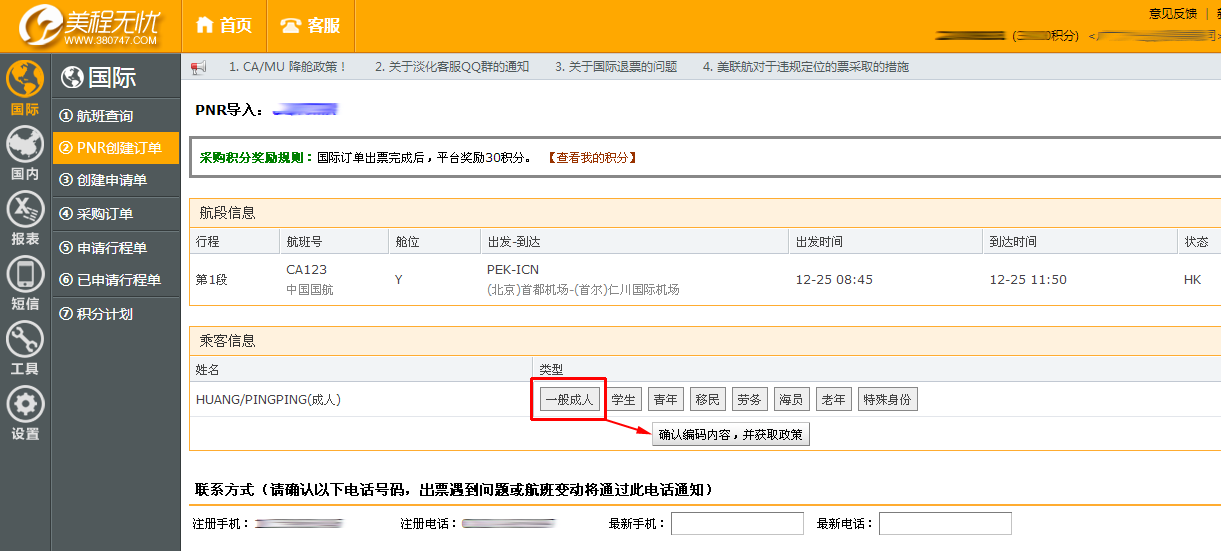 美程无忧
WWW.380747.COM
首页
客服
意见反馈
积分)
1. CA/MU 降舱政策！ 2. 关于淡化客服QQ群的通知 3. 关于国际退票的问题 4. 美联航对于违规定位的票采取的措施
国际
国内
报表
短信
工具
设置
国际
① 航班查询
② PNR创建订单
③ 创建申请单
④ 采购订单
⑤ 申请行程单
⑥ 已申请行程单
⑦ 积分计划
PNR导入：
采购积分奖励规则：国际订单出票完成后，平台奖励30积分。 【查看我的积分】
航段信息
行程 航班号 舱位 出发-到达 出发时间 到达时间 状态
第1段 CA123 Y PEK-ICN 12-25 08:45 12-25 11:50 HK
中国国航 (北京)首都机场-(首尔)仁川国际机场
乘客信息
姓名 类型
HUANG/PINGPING(成人) 一般成人 学生 青年 移民 劳务 海员 老年 特殊身份
确认编码内容，并获取政策
联系方式（请确认以下电话号码，出票遇到问题或航班变动将通过此电话通知）
注册手机： 注册电话： 最新手机： 最新电话：